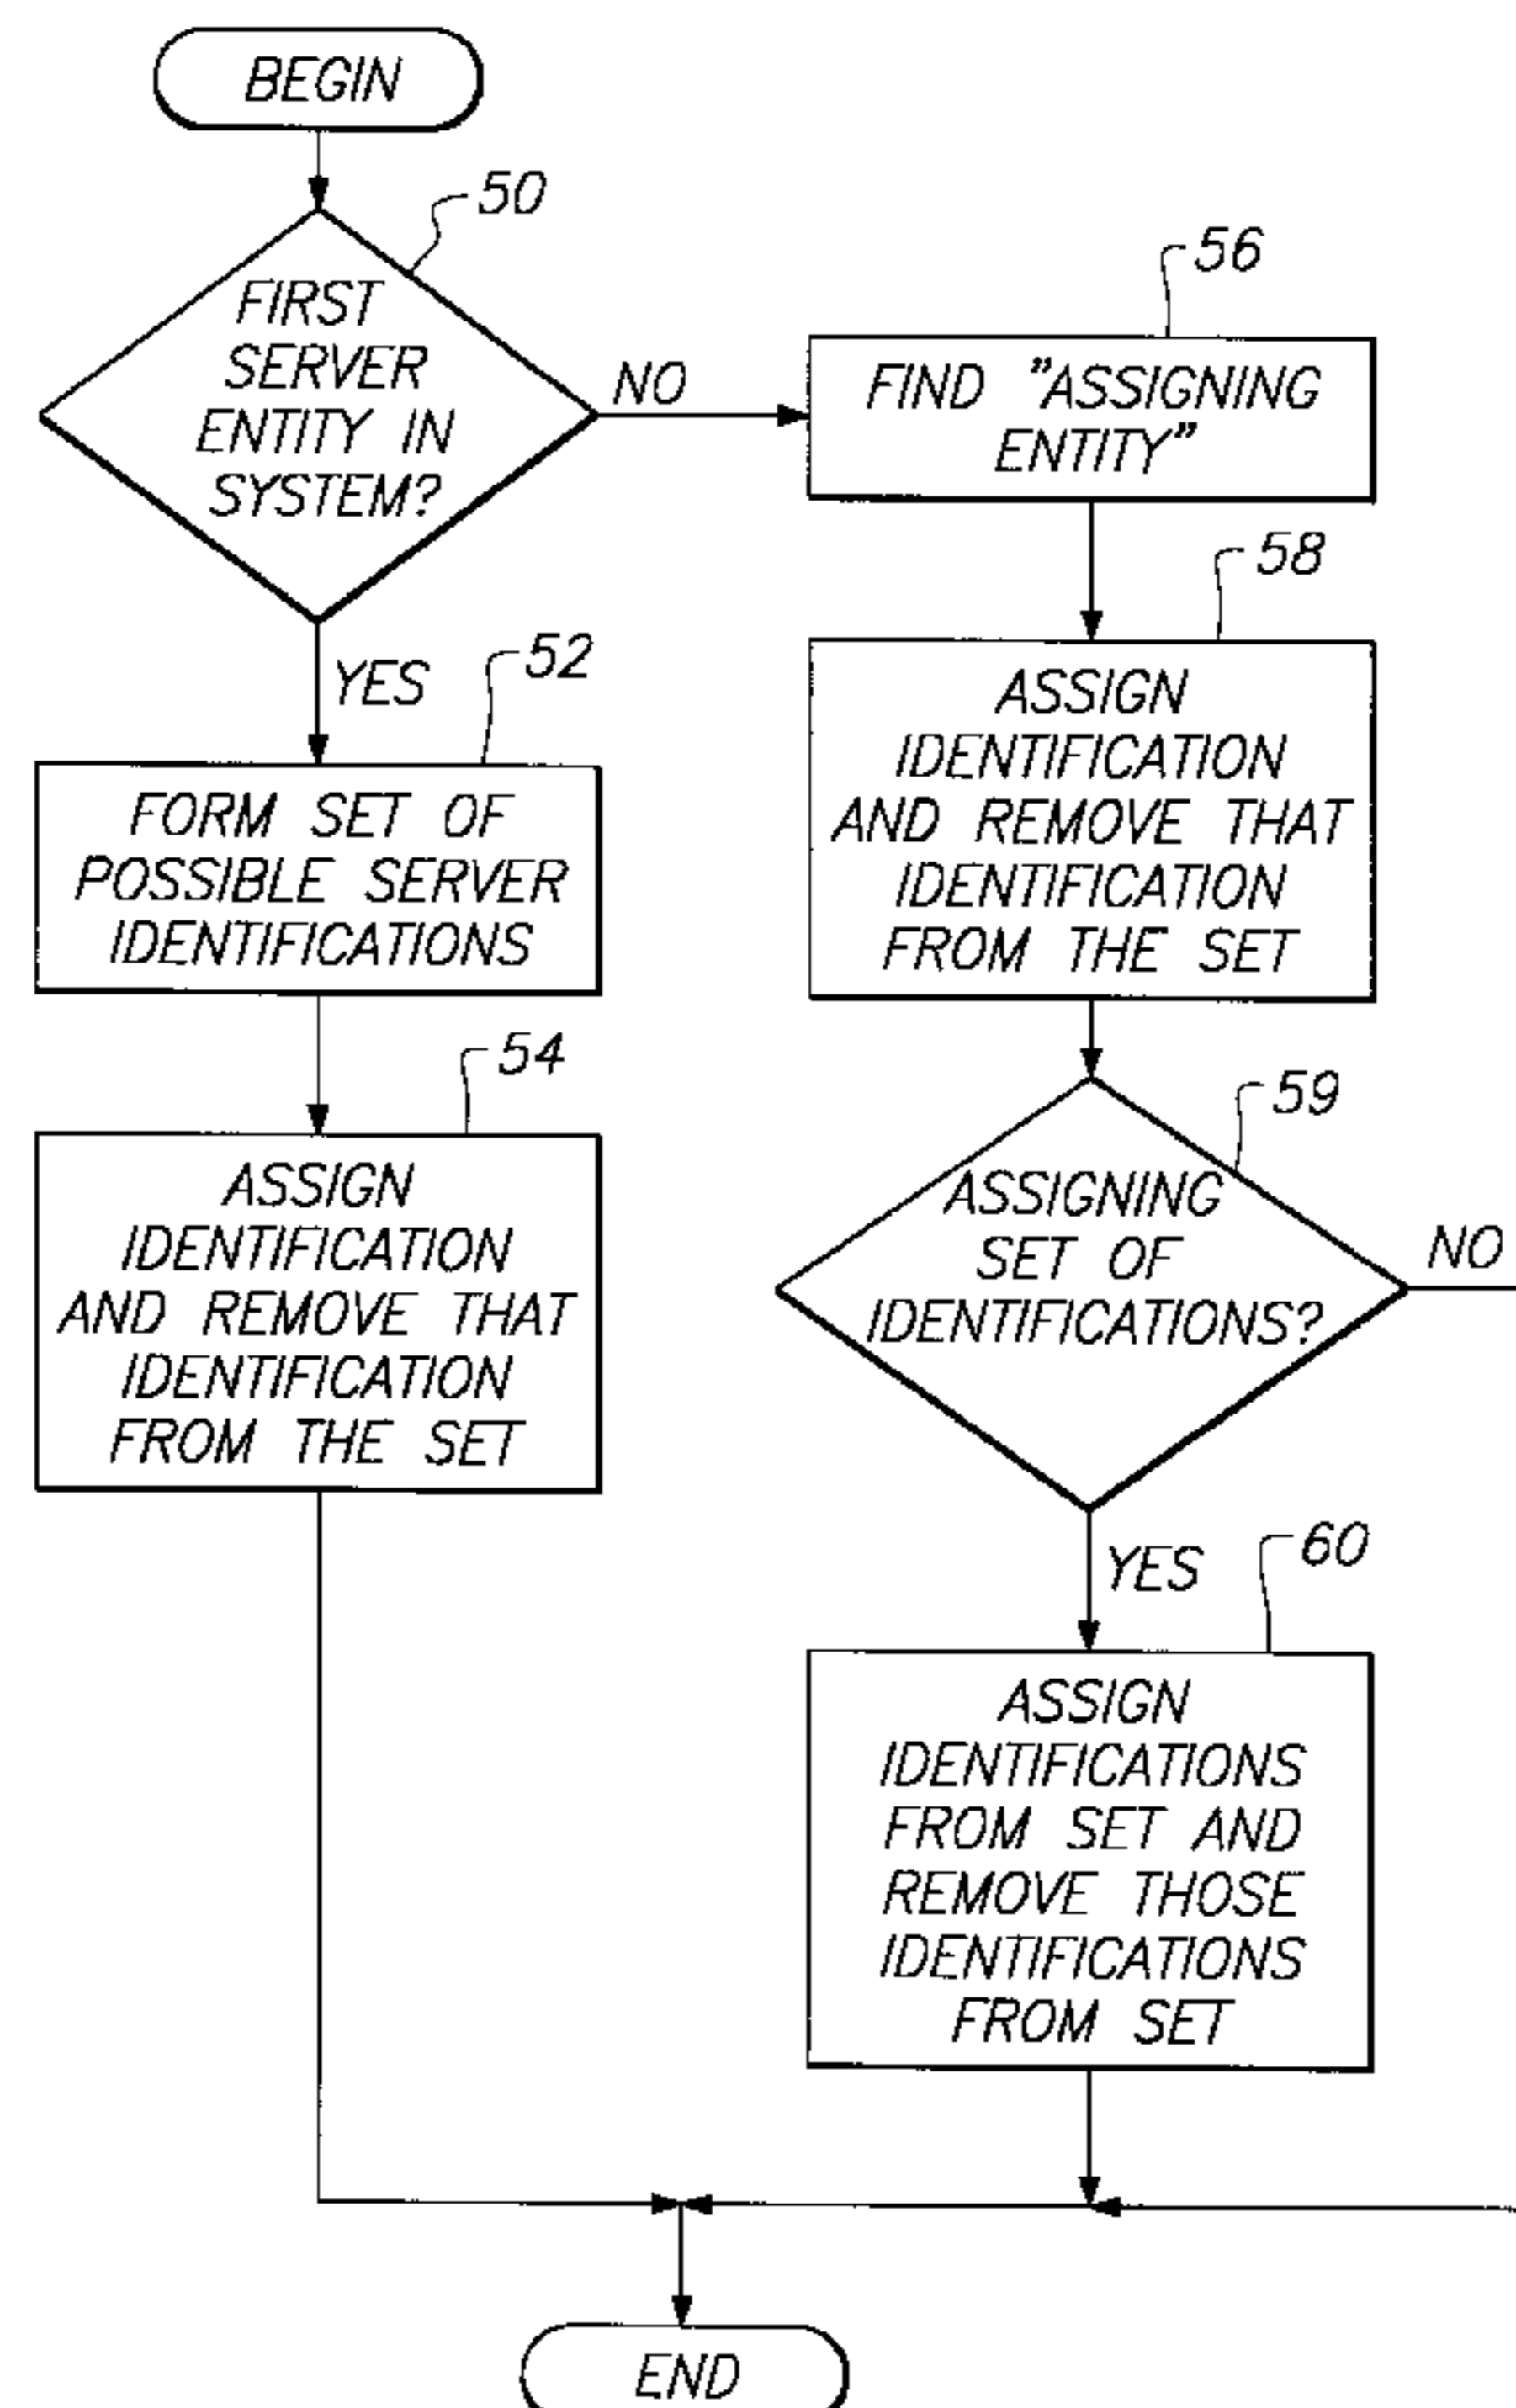 BEGIN
50
FIRST
SERVER
ENTITY IN
SYSTEM?
NO
YES
52
FORM SET OF
POSSIBLE SERVER
IDENTIFICATIONS
54
ASSIGN
IDENTIFICATION
AND REMOVE THAT
IDENTIFICATION
FROM THE SET
56
FIND "ASSIGNING
ENTITY"
58
ASSIGN
IDENTIFICATION
AND REMOVE THAT
IDENTIFICATION
FROM THE SET
59
ASSIGNING
SET OF
IDENTIFICATIONS?
NO
YES
60
ASSIGN
IDENTIFICATIONS
FROM SET AND
REMOVE THOSE
IDENTIFICATIONS
FROM SET
END